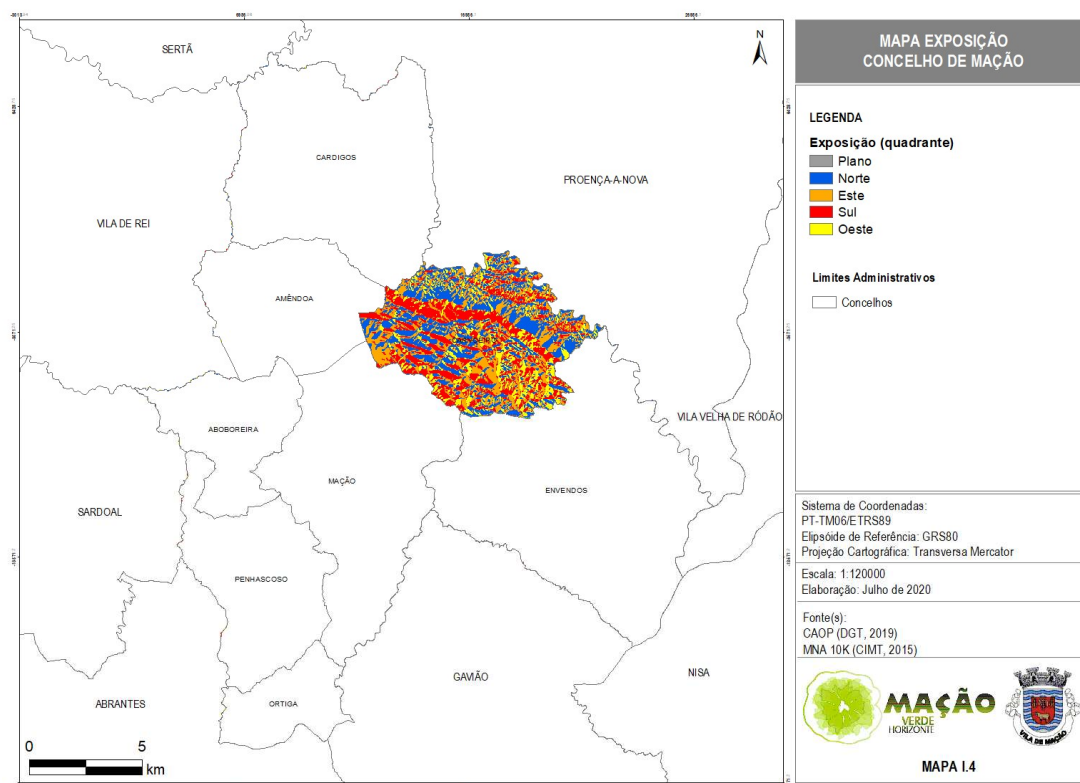 SERTÃ
N
CARDIGOS
PROENÇA-A-NOVA
VILA DE REI
AMÊNDOA
VILA VELHA DE RÓDÃO
ABOBOREIRA
MAÇÃO
ENVENDOS
SARDOAL
PENHASCOSO
GAVIÃO
NISA
ABRANTES
ORTIGA
0 5
km
MAPA EXPOSIÇÃO
CONCELHO DE MAÇÃO
LEGENDA
Exposição (quadrante)
Plano
Norte
Este
Sul
Oeste
Limites Administrativos
Concelhos
Sistema de Coordenadas:
PT-TM06/ETRS89
Elipsóide de Referência: GRS80
Projeção Cartográfica: Transversa Mercator
Escala: 1:120000
Elaboração: Julho de 2020
Fonte(s):
CAOP (DGT, 2019)
MNA 10K (CIMT, 2015)
MAÇÃO
VERDE
HORIZONTE
VILA DE MAÇÃO
MAPA I.4